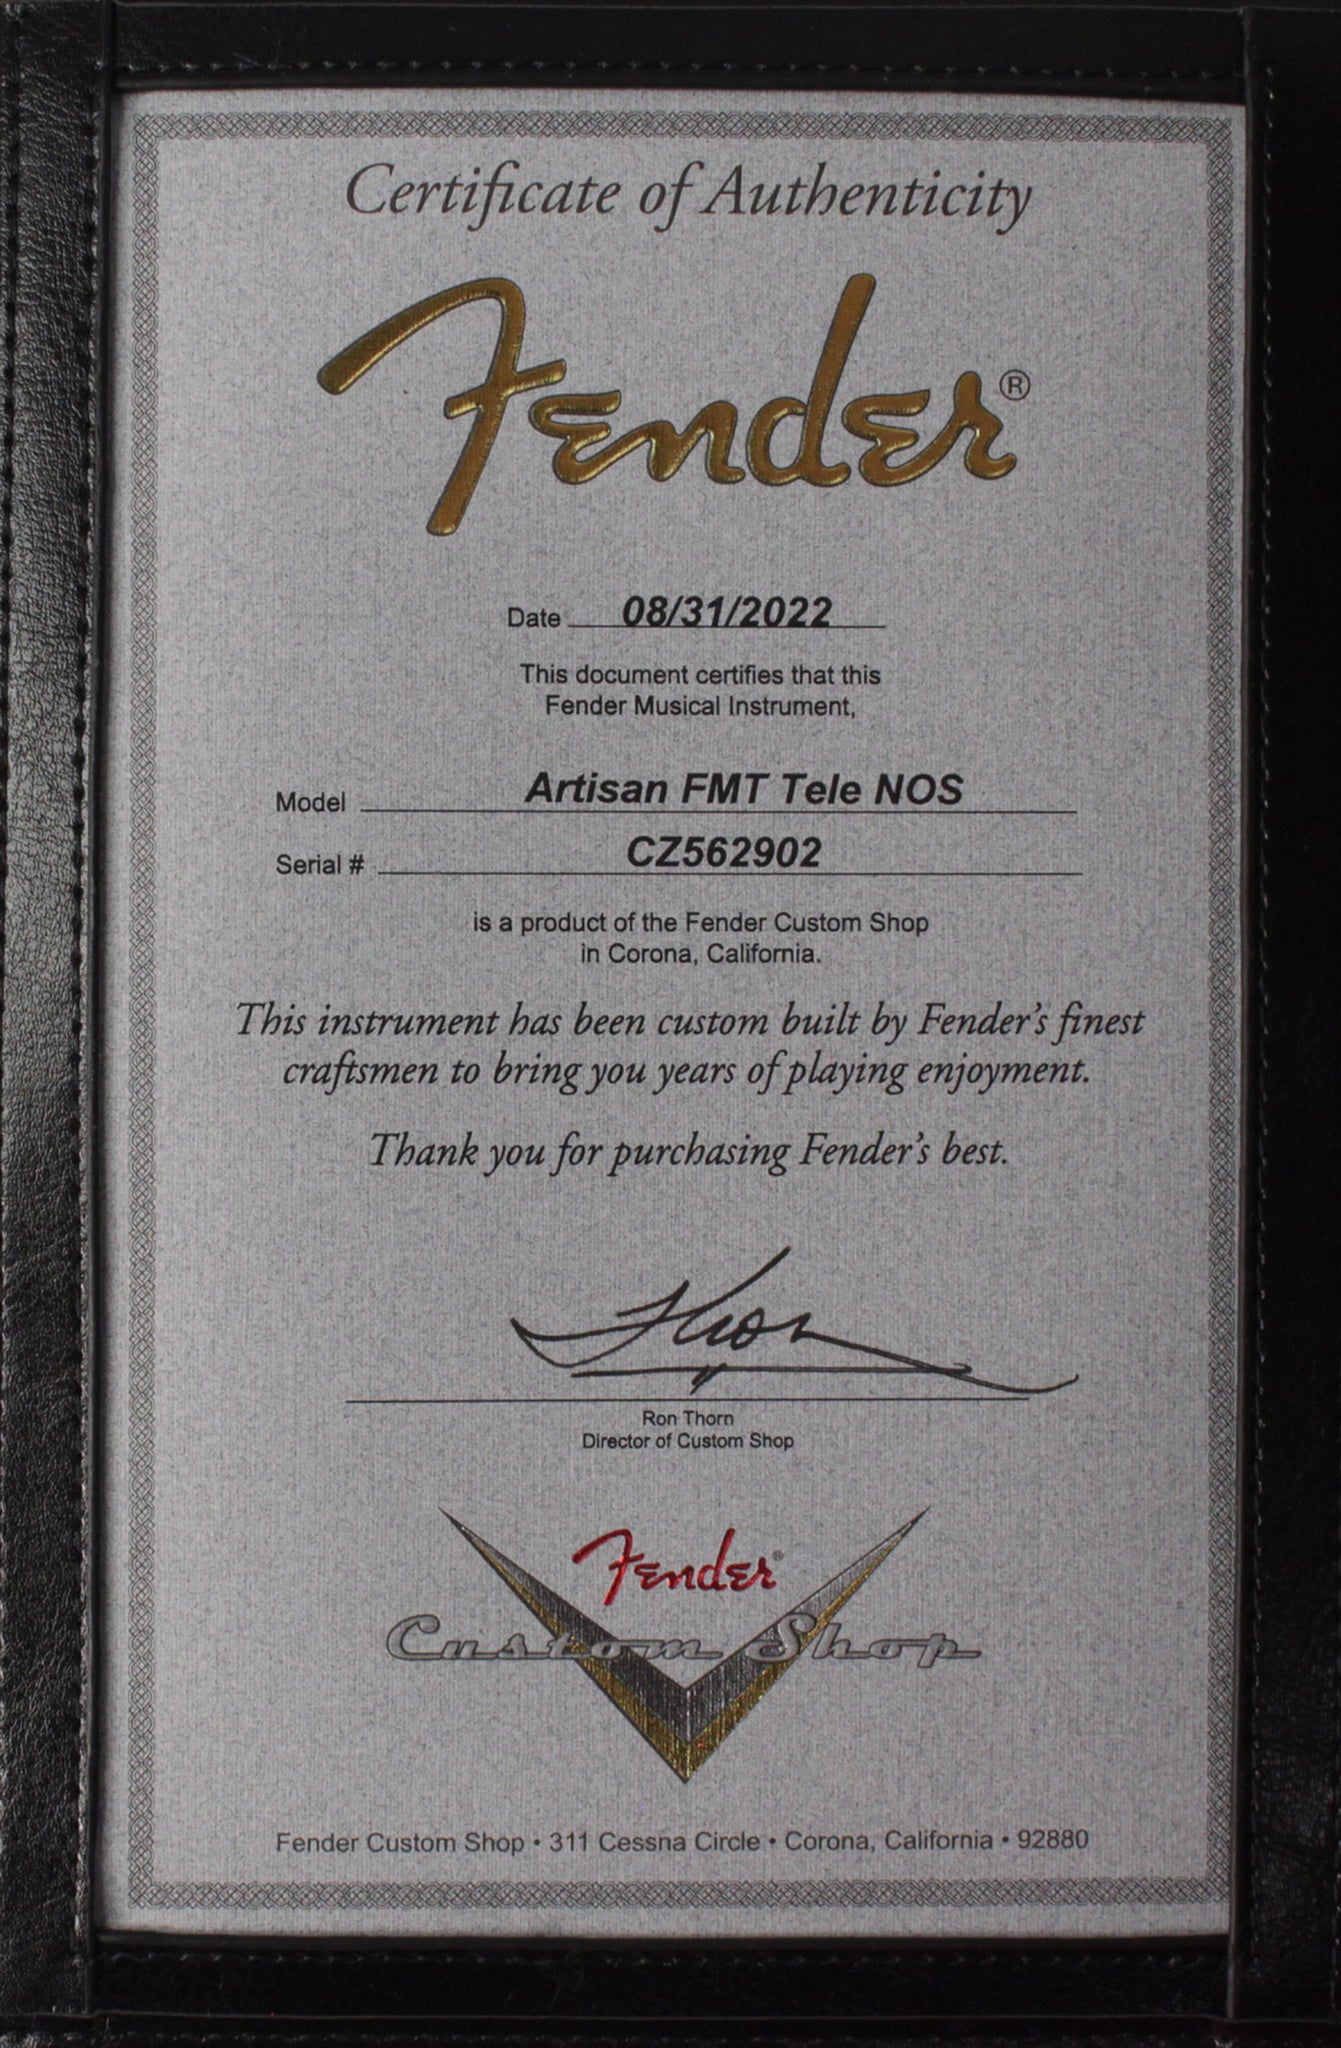 Certificate of Authenticity
Fender®
Date 08/31/2022
This document certifies that this
Fender Musical Instrument,
Model Artisan FMT Tele NOS
Serial # CZ562902
is a product of the Fender Custom Shop
in Corona, California.
This instrument has been custom built by Fender's finest
craftsmen to bring you years of playing enjoyment.
Thank you for purchasing Fender's best.
Thorn
Ron Thorn
Director of Custom Shop
Fender®
Custom Shop
Fender Custom Shop • 311 Cessna Circle • Corona, California • 92880